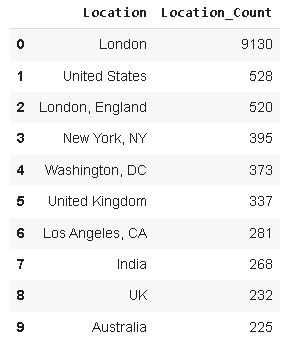 Location Location_Count
0 London 9130
1 United States 528
2 London, England 520
3 New York, NY 395
4 Washington, DC 373
5 United Kingdom 337
6 Los Angeles, CA 281
7 India 268
8 UK 232
9 Australia 225